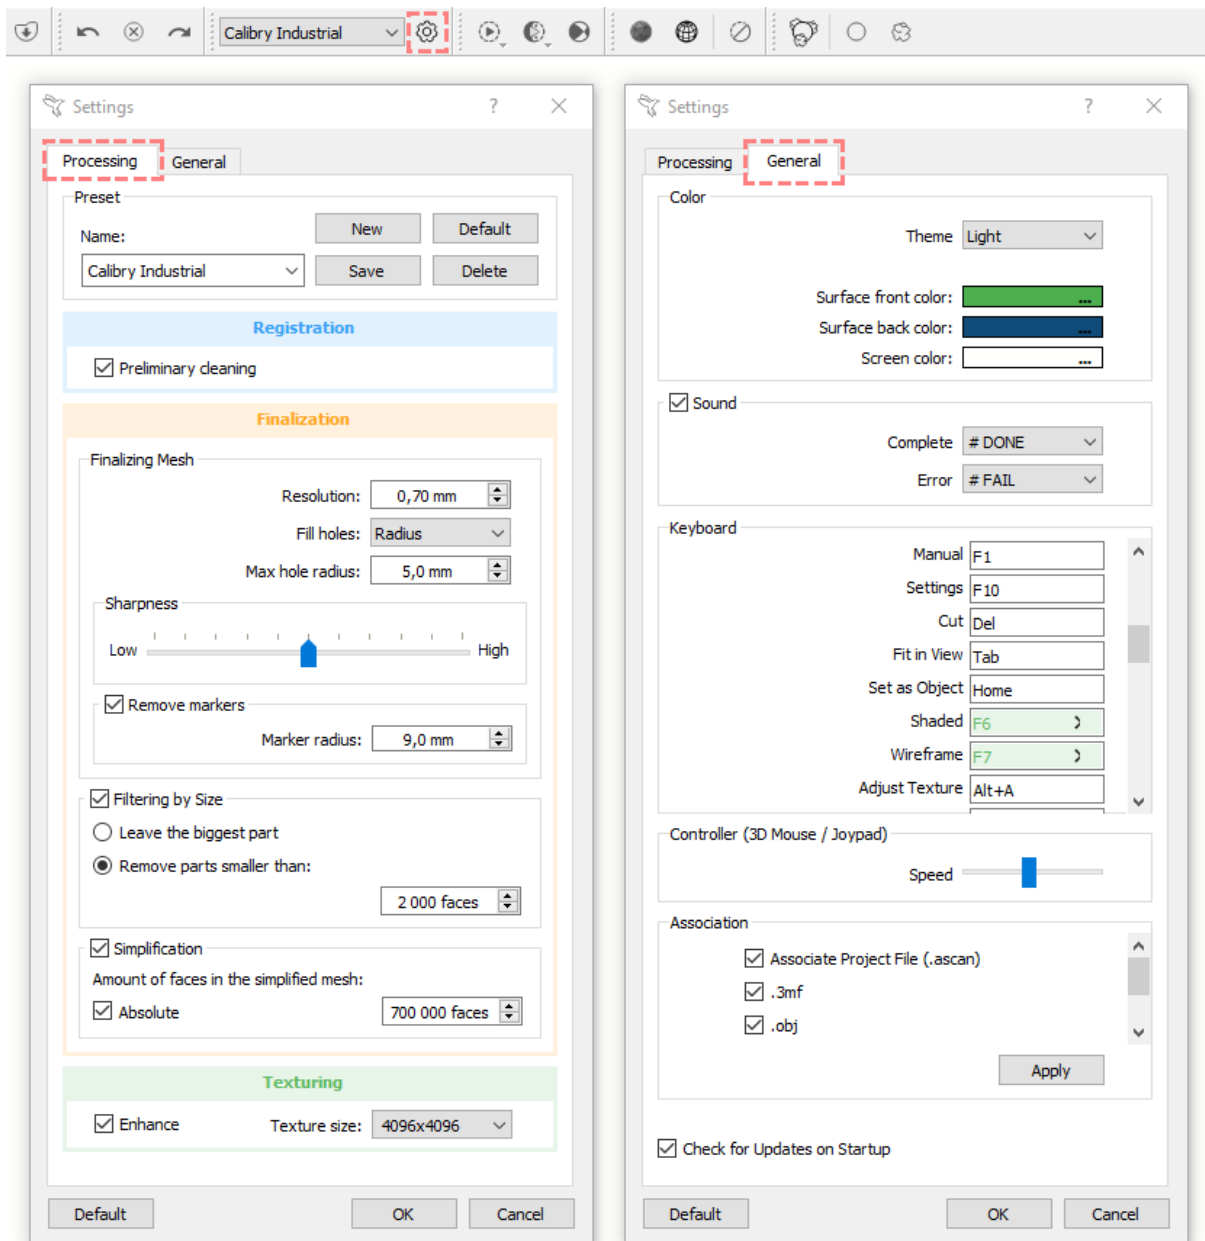 Calibry Industrial
Settings
?
Processing
General
Preset
Name:
New
Default
Calibry Industrial
Save
Delete
Registration
Preliminary cleaning
Finalization
Finalizing Mesh
Resolution: 0,70 mm
Fill holes: Radius
Max hole radius: 5,0 mm
Sharpness
Low High
Remove markers
Marker radius: 9,0 mm
Filtering by Size
Leave the biggest part
Remove parts smaller than:
2 000 faces
Simplification
Amount of faces in the simplified mesh:
Absolute 700 000 faces
Texturing
Enhance Texture size: 4096x4096
Default OK Cancel
Settings
?
Processing
General
Color
Theme Light
Surface front color: ...
Surface back color: ...
Screen color: ...
Sound
Complete # DONE
Error # FAIL
Keyboard
Manual F1
Settings F10
Cut Del
Fit in View Tab
Set as Object Home
Shaded F6
Wireframe F7
Adjust Texture Alt+A
Controller (3D Mouse / Joypad)
Speed
Association
Associate Project File (.ascan)
.3mf
.obj
Apply
Check for Updates on Startup
Default OK Cancel